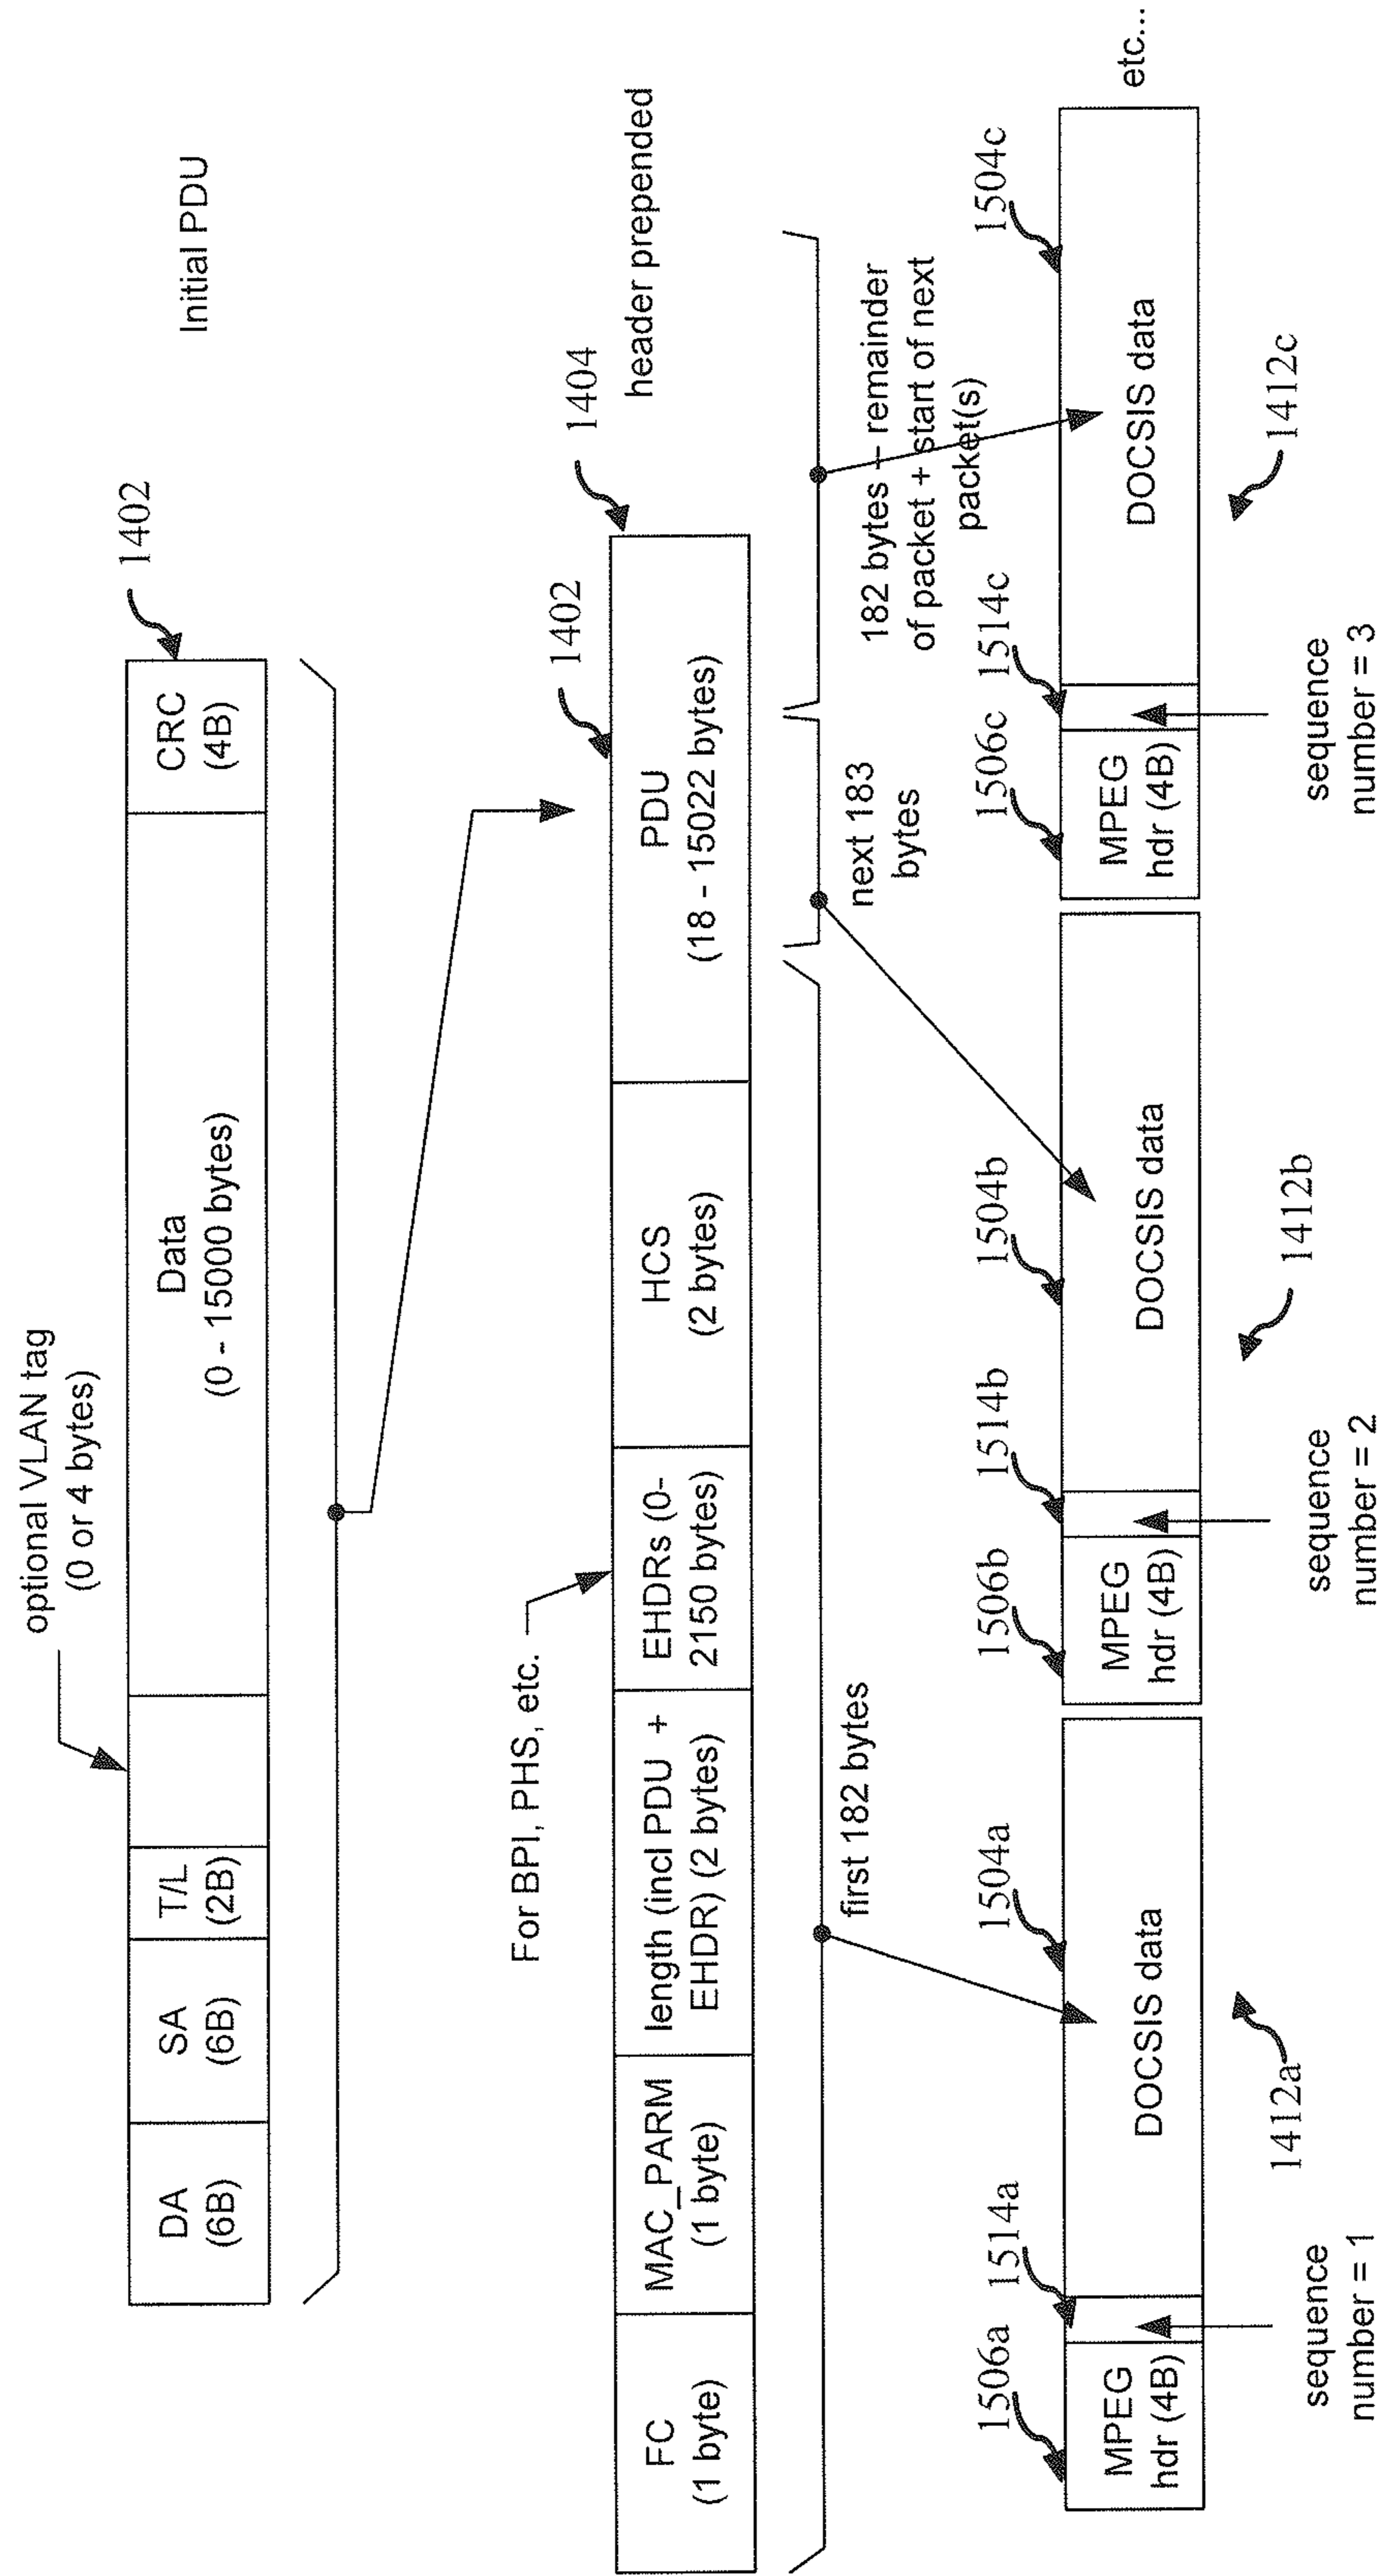 Initial PDU
optional VLAN tag
(0 or 4 bytes)
1402
DA
(6B)
SA
(6B)
T/L
(2B)
Data
(0 - 15000 bytes)
CRC
(4B)
For BPI, PHS, etc.
1402
1404
header prepended
FC
(1 byte)
MAC_PARM
(1 byte)
length (incl PDU +
EHDR) (2 bytes)
EHDRs (0-
2150 bytes)
HCS
(2 bytes)
PDU
(18 - 15022 bytes)
first 182 bytes
next 183
bytes
182 bytes – remainder
of packet + start of next
packet(s)
1506a
1514a
1504a
1506b
1514b
1504b
1506c
1514c
1504c
MPEG
hdr (4B)
DOCSIS data
MPEG
hdr (4B)
DOCSIS data
MPEG
hdr (4B)
DOCSIS data
etc...
sequence
number = 1
1412a
sequence
number = 2
1412b
sequence
number = 3
1412c